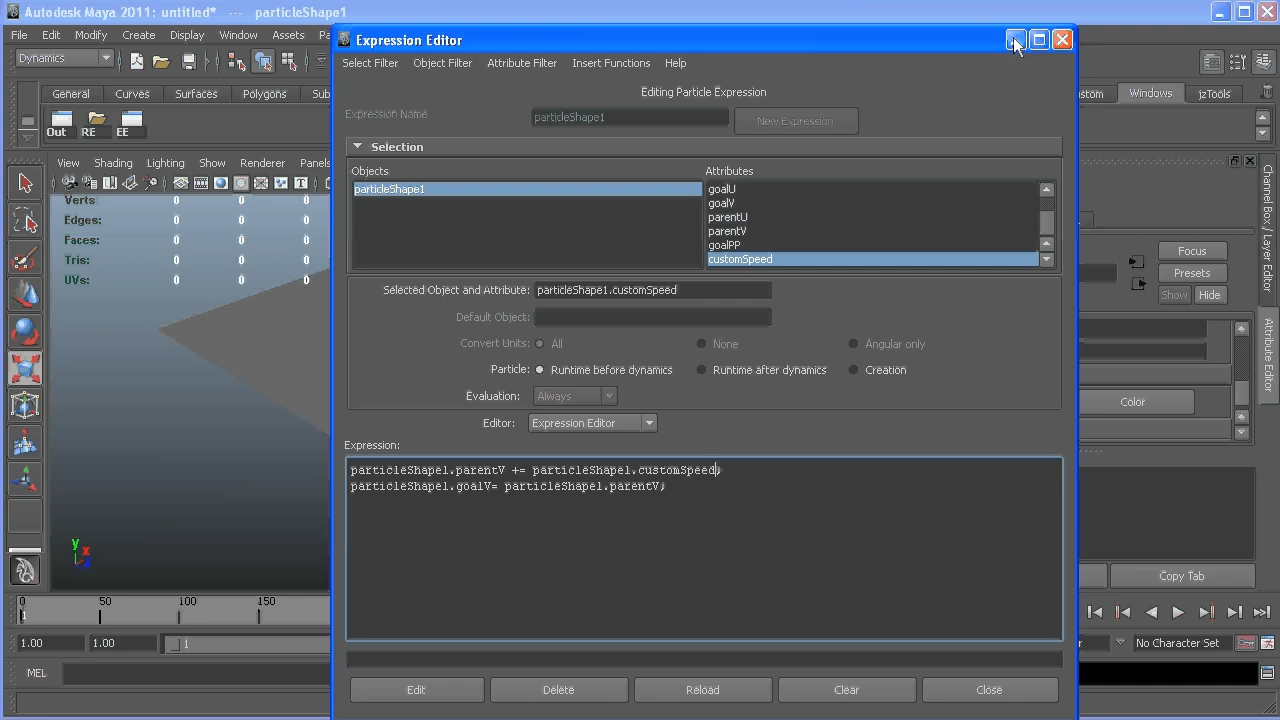 Autodesk Maya 2011: untitled* --- particleShape1
File Edit Modify Create Display Window Assets
Expression Editor
Select Filter Object Filter Attribute Filter Insert Functions Help
Dynamics
Editing Particle Expression
Expression Name particleShape1 New Expression
General Curves Surfaces Polygons
Windows jzTools
Out RE EE
Selection
View Shading Lighting Show Renderer Panels
Objects Attributes
particleShape1
goalU
goalV
parentU
parentV
goalPP
customSpeed
Verts 0 0 0
Edges: 0 0 0
Faces: 0 0 0
Tris: 0 0 0
UVs: 0 0 0
Channel Box / Layer Editor
Attribute Editor
Focus
Presets
Show Hide
Color
Copy Tab
Selected Object and Attribute: particleShape1.customSpeed
Default Object:
Convert Units: All None Angular only
Particle: Runtime before dynamics Runtime after dynamics Creation
Evaluation: Always
Editor: Expression Editor
Expression:
particleShape1.parentV += particleShape1.customSpeed;
particleShape1.goalV= particleShape1.parentV;
0 50 100 150
1
1.00 1.00 1
No Character Set
MEL
Edit Delete Reload Clear Close